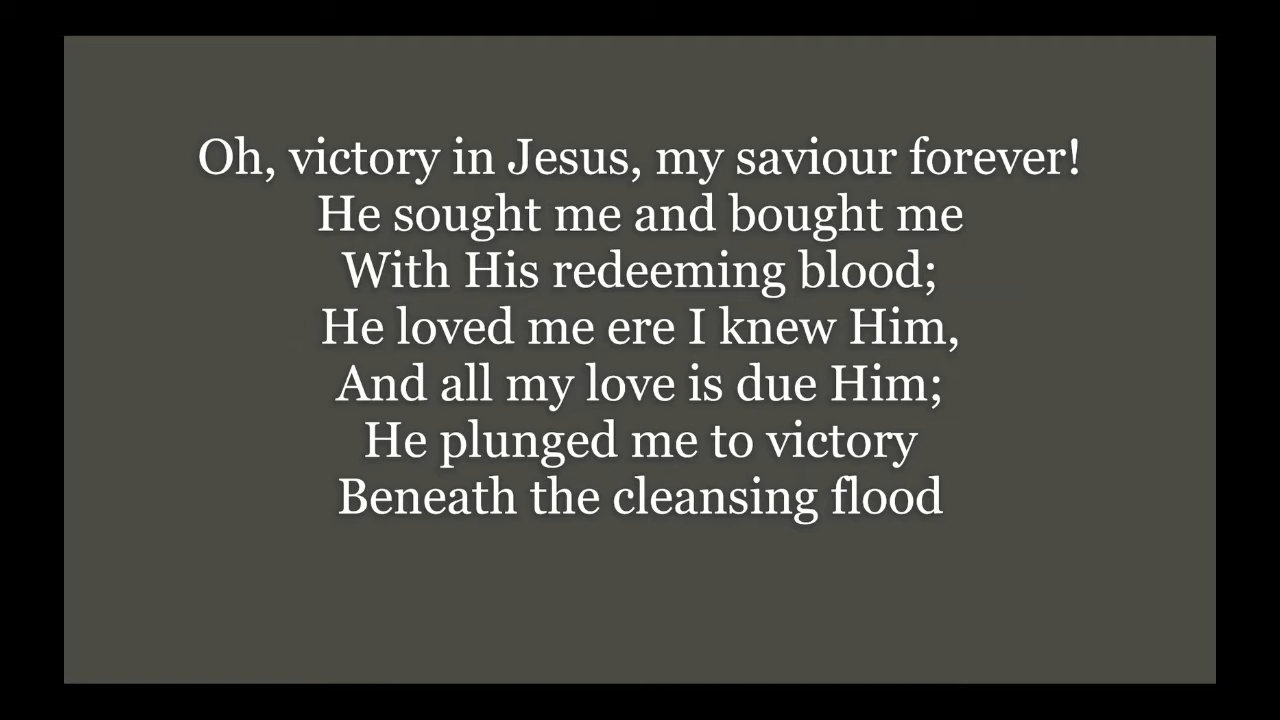 Oh, victory in Jesus, my saviour forever!
He sought me and bought me
With His redeeming blood;
He loved me ere I knew Him,
And all my love is due Him;
He plunged me to victory
Beneath the cleansing flood